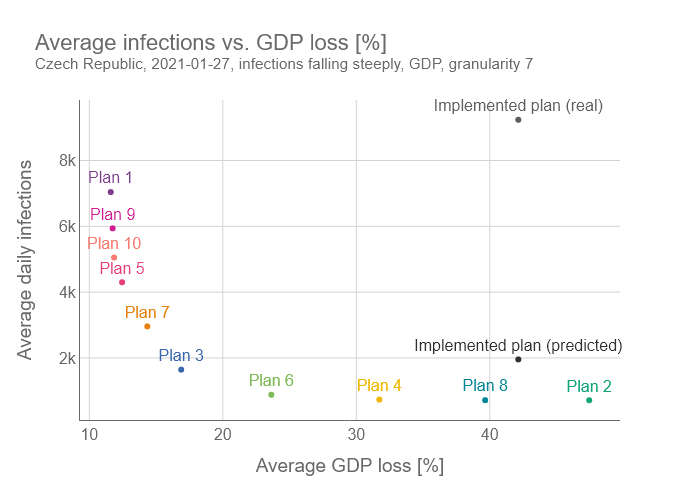 Average infections vs. GDP loss [%]
Czech Republic, 2021-01-27, infections falling steeply, GDP, granularity 7
Implemented plan (real)
8k
Plan 1
Plan 9
6k
Plan 10
Plan 5
4k
Plan 7
Implemented plan (predicted)
Plan 3
2k
Plan 6
Plan 4
Plan 8
Plan 2
Average daily infections
10
20
30
40
Average GDP loss [%]